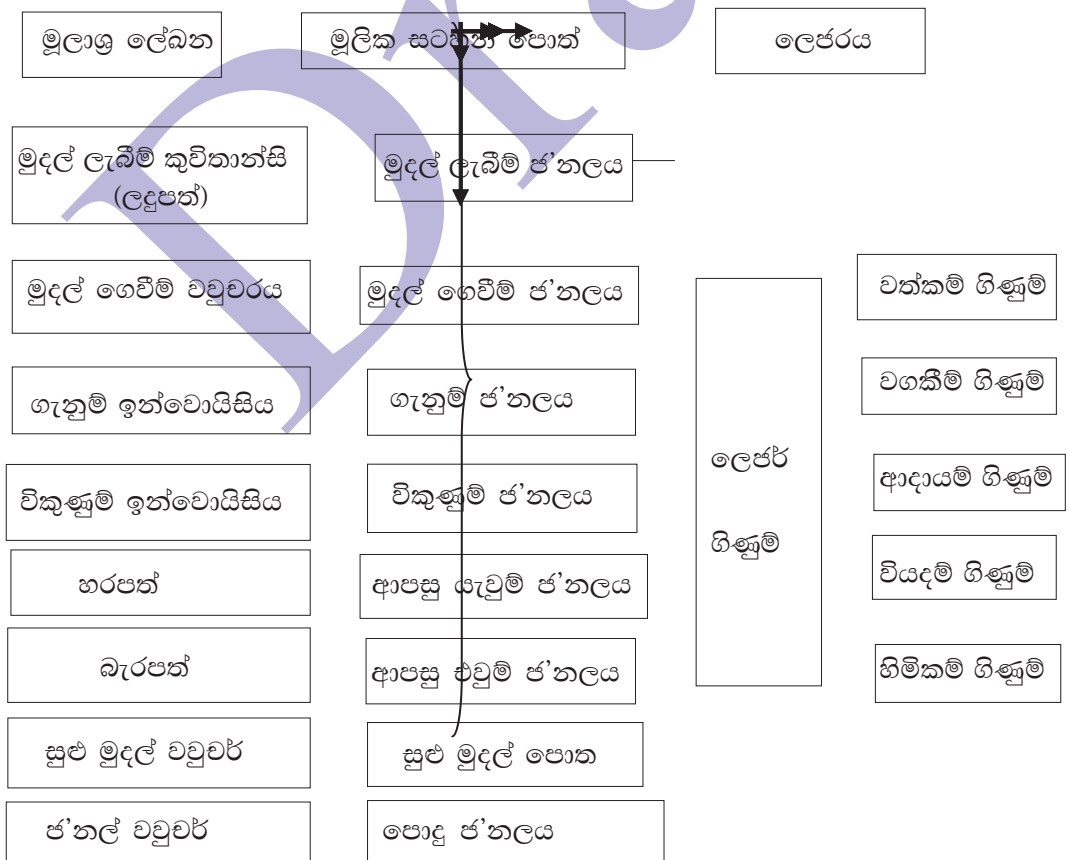 මූලාශ්‍ර ලේඛන
මූලික සටහන් පොත්
ලෙජරය
මුදල් ලැබීම් කුවිතාන්සි
(ලදුපත්)
මුදල් ලැබීම් ජ'නලය
මුදල් ගෙවීම් වවුචරය
මුදල් ගෙවීම් ජ'නලය
ගැනුම් ඉන්වොයිසිය
ගැනුම් ජ'නලය
විකුණුම් ඉන්වොයිසිය
විකුණුම් ජ'නලය
හරපත්
ආපසු යැවුම් ජ'නලය
බැරපත්
ආපසු එවුම් ජ'නලය
සුළු මුදල් වවුචර්
සුළු මුදල් පොත
ජ'නල් වවුචර්
පොදු ජ'නලය
ලෙජර්
ගිණුම්
වත්කම් ගිණුම්
වගකීම් ගිණුම්
ආදායම් ගිණුම්
වියදම් ගිණුම්
හිමිකම් ගිණුම්